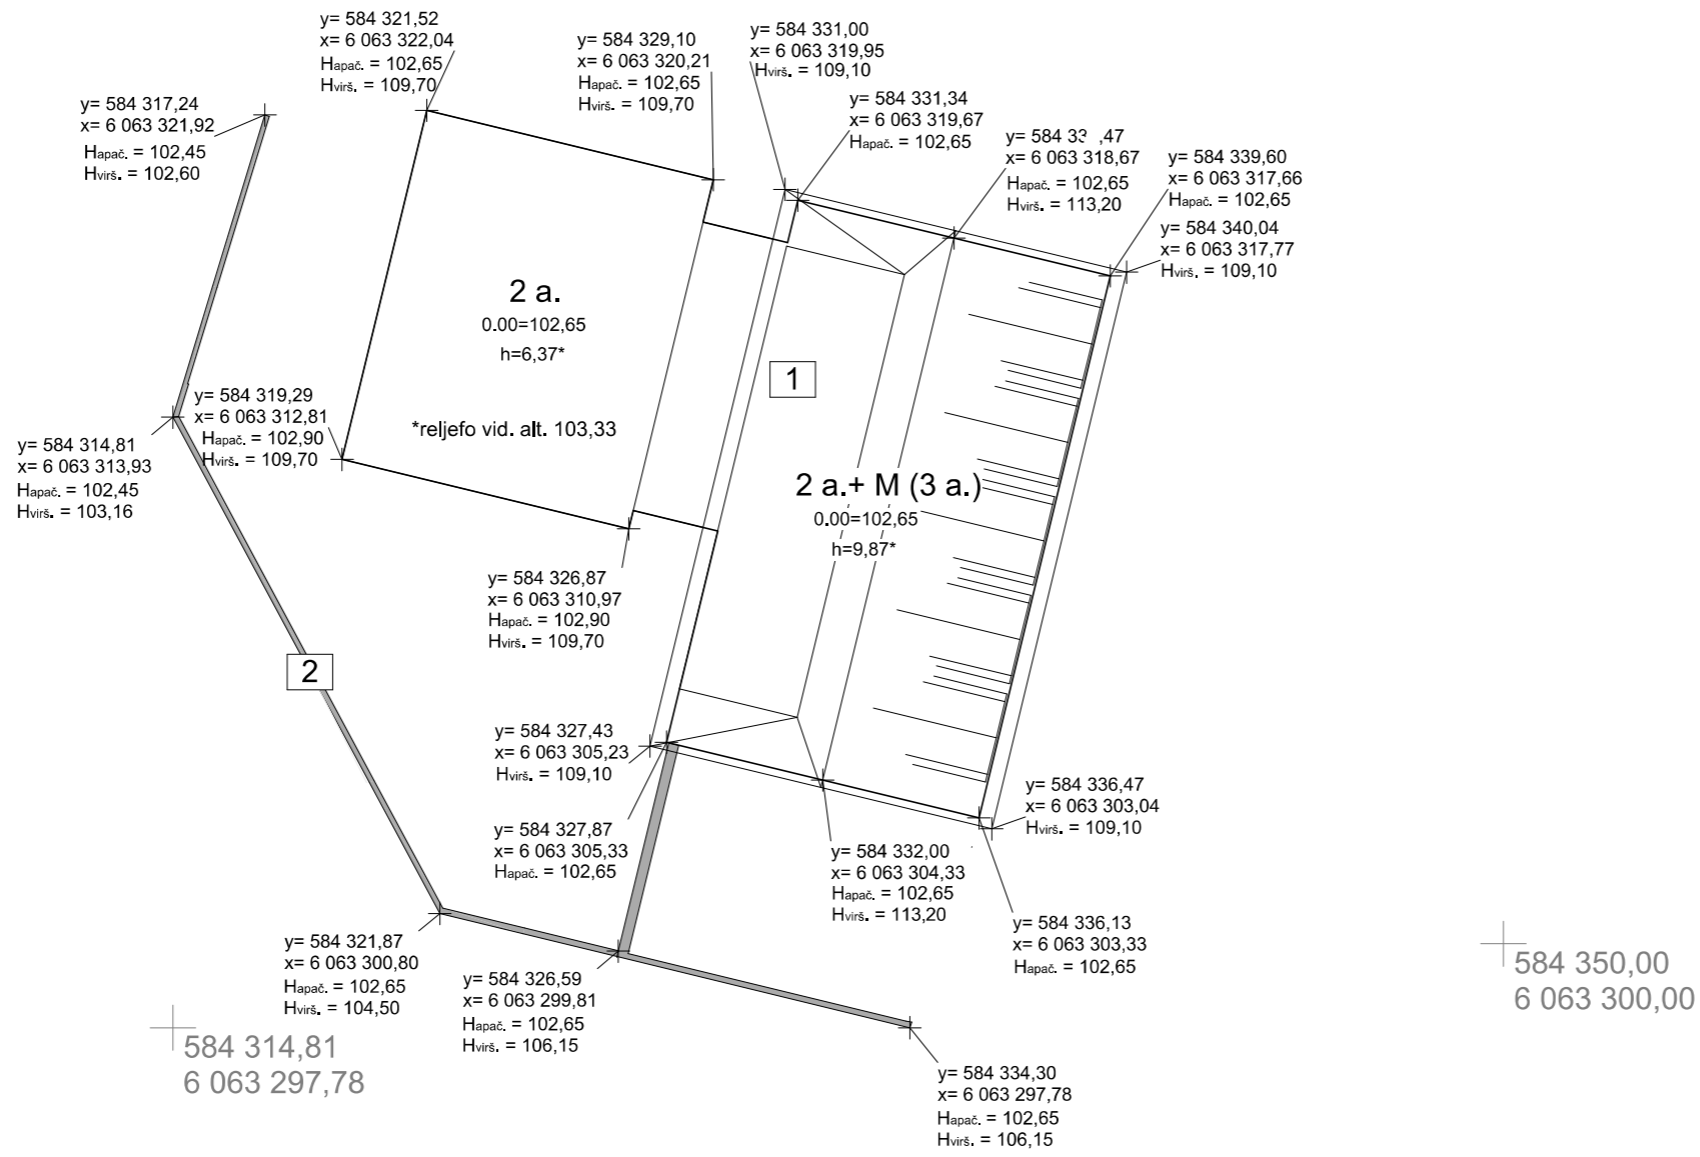 y= 584 321,52
x= 6 063 322,04
Hapač. = 102,65
Hvirš. = 109,70
y= 584 329,10
x= 6 063 320,21
Hapač. = 102,65
Hvirš. = 109,70
y= 584 331,00
x= 6 063 319,95
Hvirš. = 109,10
y= 584 317,24
x= 6 063 321,92
Hapač. = 102,45
Hvirš. = 102,60
y= 584 331,34
x= 6 063 319,67
Hapač. = 102,65
y= 584 33 ,47
x= 6 063 318,67
Hapač. = 102,65
Hvirš. = 113,20
y= 584 339,60
x= 6 063 317,66
Hapač. = 102,65
y= 584 340,04
x= 6 063 317,77
Hvirš. = 109,10
2 a.
0.00=102,65
h=6,37*
*reljefo vid. alt. 103,33
1
y= 584 319,29
x= 6 063 312,81
Hapač. = 102,90
Hvirš. = 109,70
y= 584 314,81
x= 6 063 313,93
Hapač. = 102,45
Hvirš. = 103,16
2 a.+ M (3 a.)
0.00=102,65
h=9,87*
y= 584 326,87
x= 6 063 310,97
Hapač. = 102,90
Hvirš. = 109,70
2
y= 584 327,43
x= 6 063 305,23
Hvirš. = 109,10
y= 584 336,47
x= 6 063 303,04
Hvirš. = 109,10
y= 584 327,87
x= 6 063 305,33
Hapač. = 102,65
y= 584 332,00
x= 6 063 304,33
Hapač. = 102,65
Hvirš. = 113,20
y= 584 336,13
x= 6 063 303,33
Hapač. = 102,65
y= 584 321,87
x= 6 063 300,80
Hapač. = 102,65
Hvirš. = 104,50
y= 584 326,59
x= 6 063 299,81
Hapač. = 102,65
Hvirš. = 106,15
584 350,00
6 063 300,00
584 314,81
6 063 297,78
y= 584 334,30
x= 6 063 297,78
Hapač. = 102,65
Hvirš. = 106,15